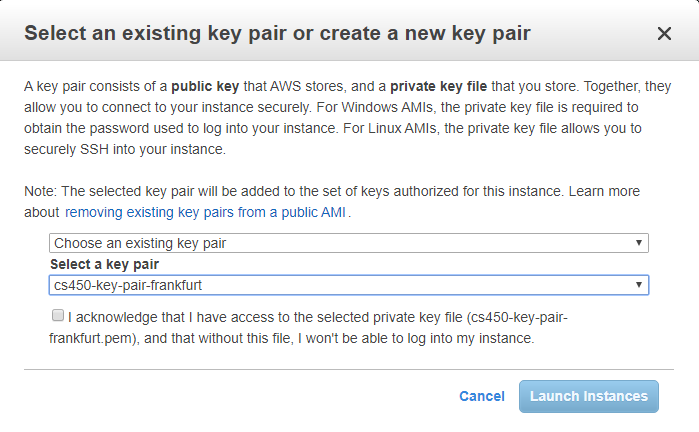 Select an existing key pair or create a new key pair
A key pair consists of a public key that AWS stores, and a private key file that you store. Together, they
allow you to connect to your instance securely. For Windows AMIs, the private key file is required to
obtain the password used to log into your instance. For Linux AMIs, the private key file allows you to
securely SSH into your instance.
Note: The selected key pair will be added to the set of keys authorized for this instance. Learn more
about removing existing key pairs from a public AMI.
Choose an existing key pair
Select a key pair
cs450-key-pair-frankfurt
I acknowledge that I have access to the selected private key file (cs450-key-pair-
frankfurt.pem), and that without this file, I won't be able to log into my instance.
Cancel Launch Instances